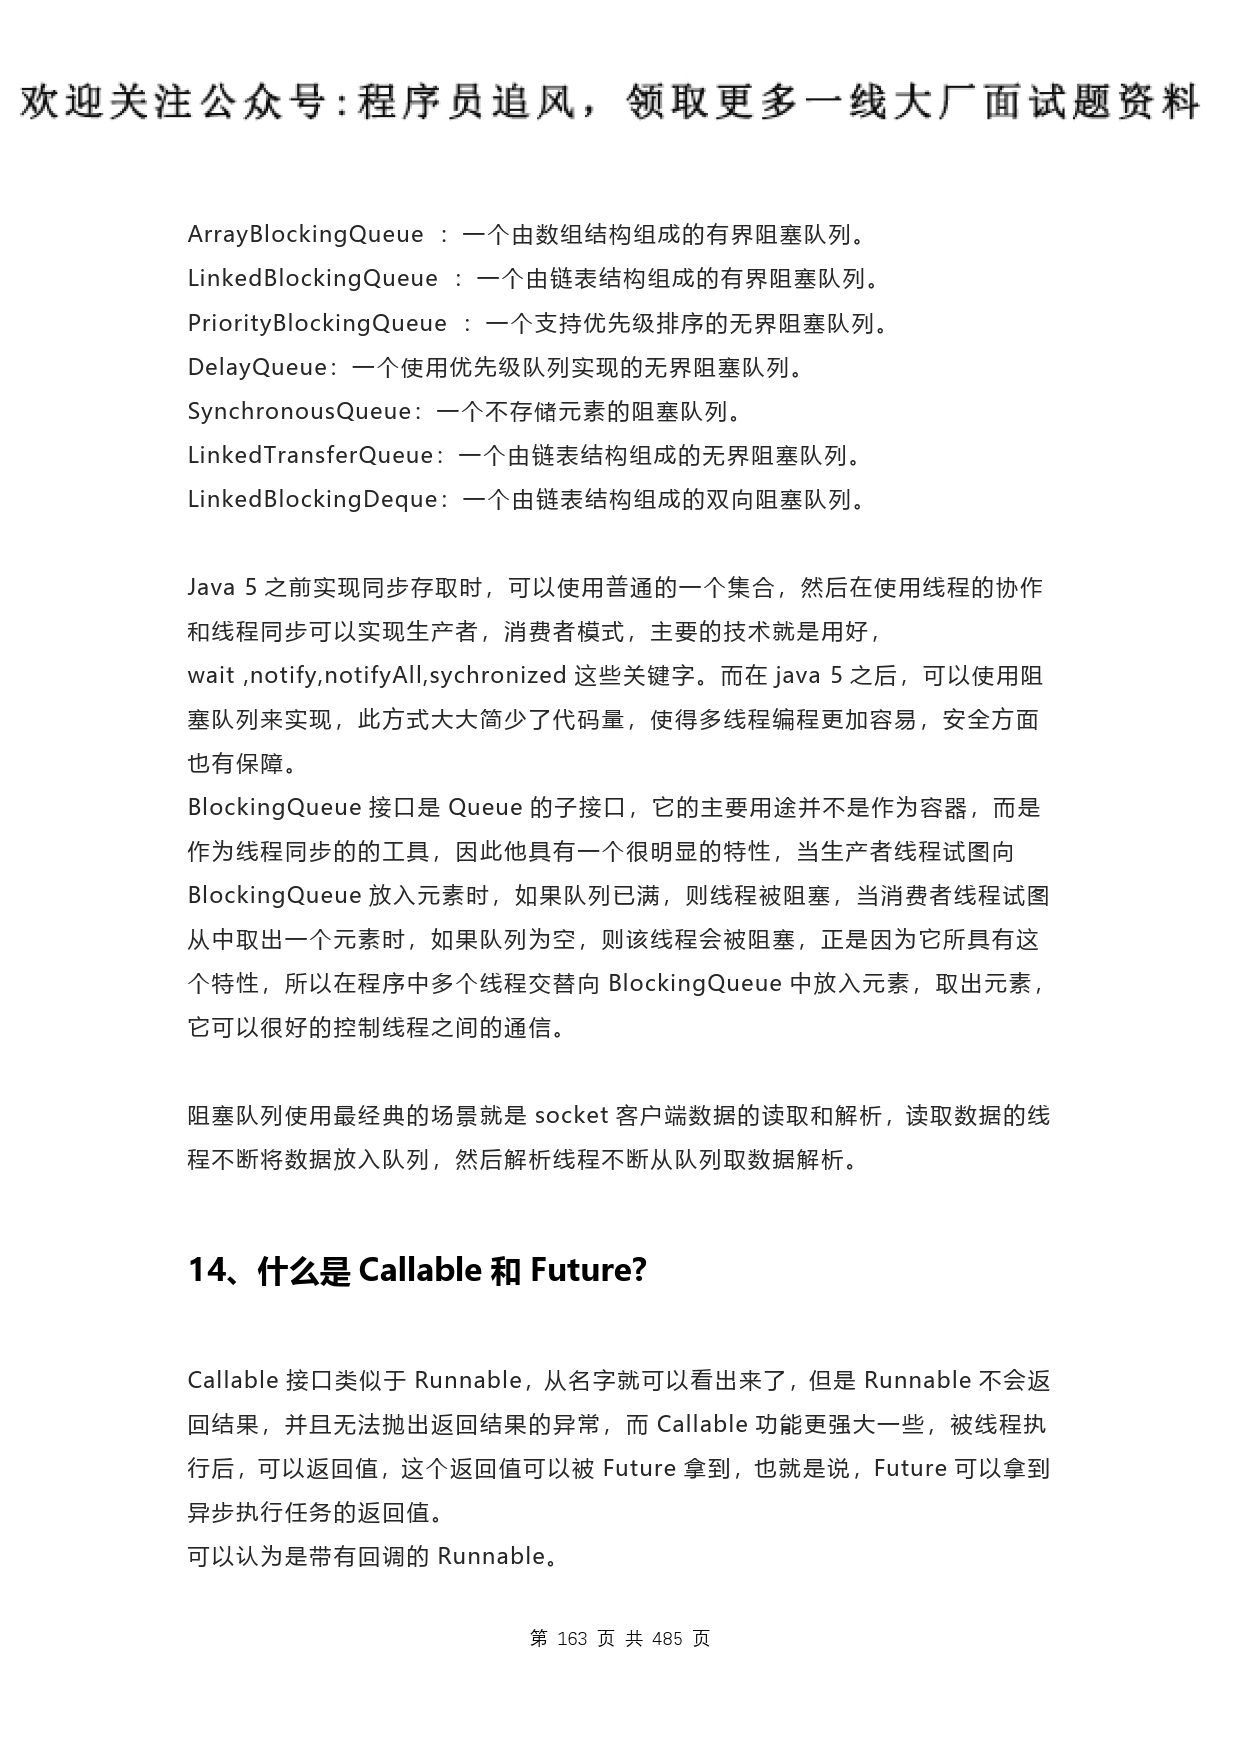 欢迎关注公众号:程序员追风，领取更多一线大厂面试题资料
ArrayBlockingQueue ：一个由数组结构组成的有界阻塞队列。
LinkedBlockingQueue ：一个由链表结构组成的有界阻塞队列。
PriorityBlockingQueue ：一个支持优先级排序的无界阻塞队列。
DelayQueue：一个使用优先级队列实现的无界阻塞队列。
SynchronousQueue：一个不存储元素的阻塞队列。
LinkedTransferQueue：一个由链表结构组成的无界阻塞队列。
LinkedBlockingDeque：一个由链表结构组成的双向阻塞队列。
Java 5 之前实现同步存取时，可以使用普通的一个集合，然后在使用线程的协作
和线程同步可以实现生产者，消费者模式，主要的技术就是用好，
wait ,notify,notifyAll,sychronized 这些关键字。而在 java 5 之后，可以使用阻
塞队列来实现，此方式大大简少了代码量，使得多线程编程更加容易，安全方面
也有保障。
BlockingQueue 接口是 Queue 的子接口，它的主要用途并不是作为容器，而是
作为线程同步的的工具，因此他具有一个很明显的特性，当生产者线程试图向
BlockingQueue 放入元素时，如果队列已满，则线程被阻塞，当消费者线程试图
从中取出一个元素时，如果队列为空，则该线程会被阻塞，正是因为它所具有这
个特性，所以在程序中多个线程交替向 BlockingQueue 中放入元素，取出元素，
它可以很好的控制线程之间的通信。
阻塞队列使用最经典的场景就是 socket 客户端数据的读取和解析，读取数据的线
程不断将数据放入队列，然后解析线程不断从队列取数据解析。
14、什么是 Callable 和 Future?
Callable 接口类似于 Runnable，从名字就可以看出来了，但是 Runnable 不会返
回结果，并且无法抛出返回结果的异常，而 Callable 功能更强大一些，被线程执
行后，可以返回值，这个返回值可以被 Future 拿到，也就是说，Future 可以拿到
异步执行任务的返回值。
可以认为是带有回调的 Runnable。
第 163 页 共 485 页